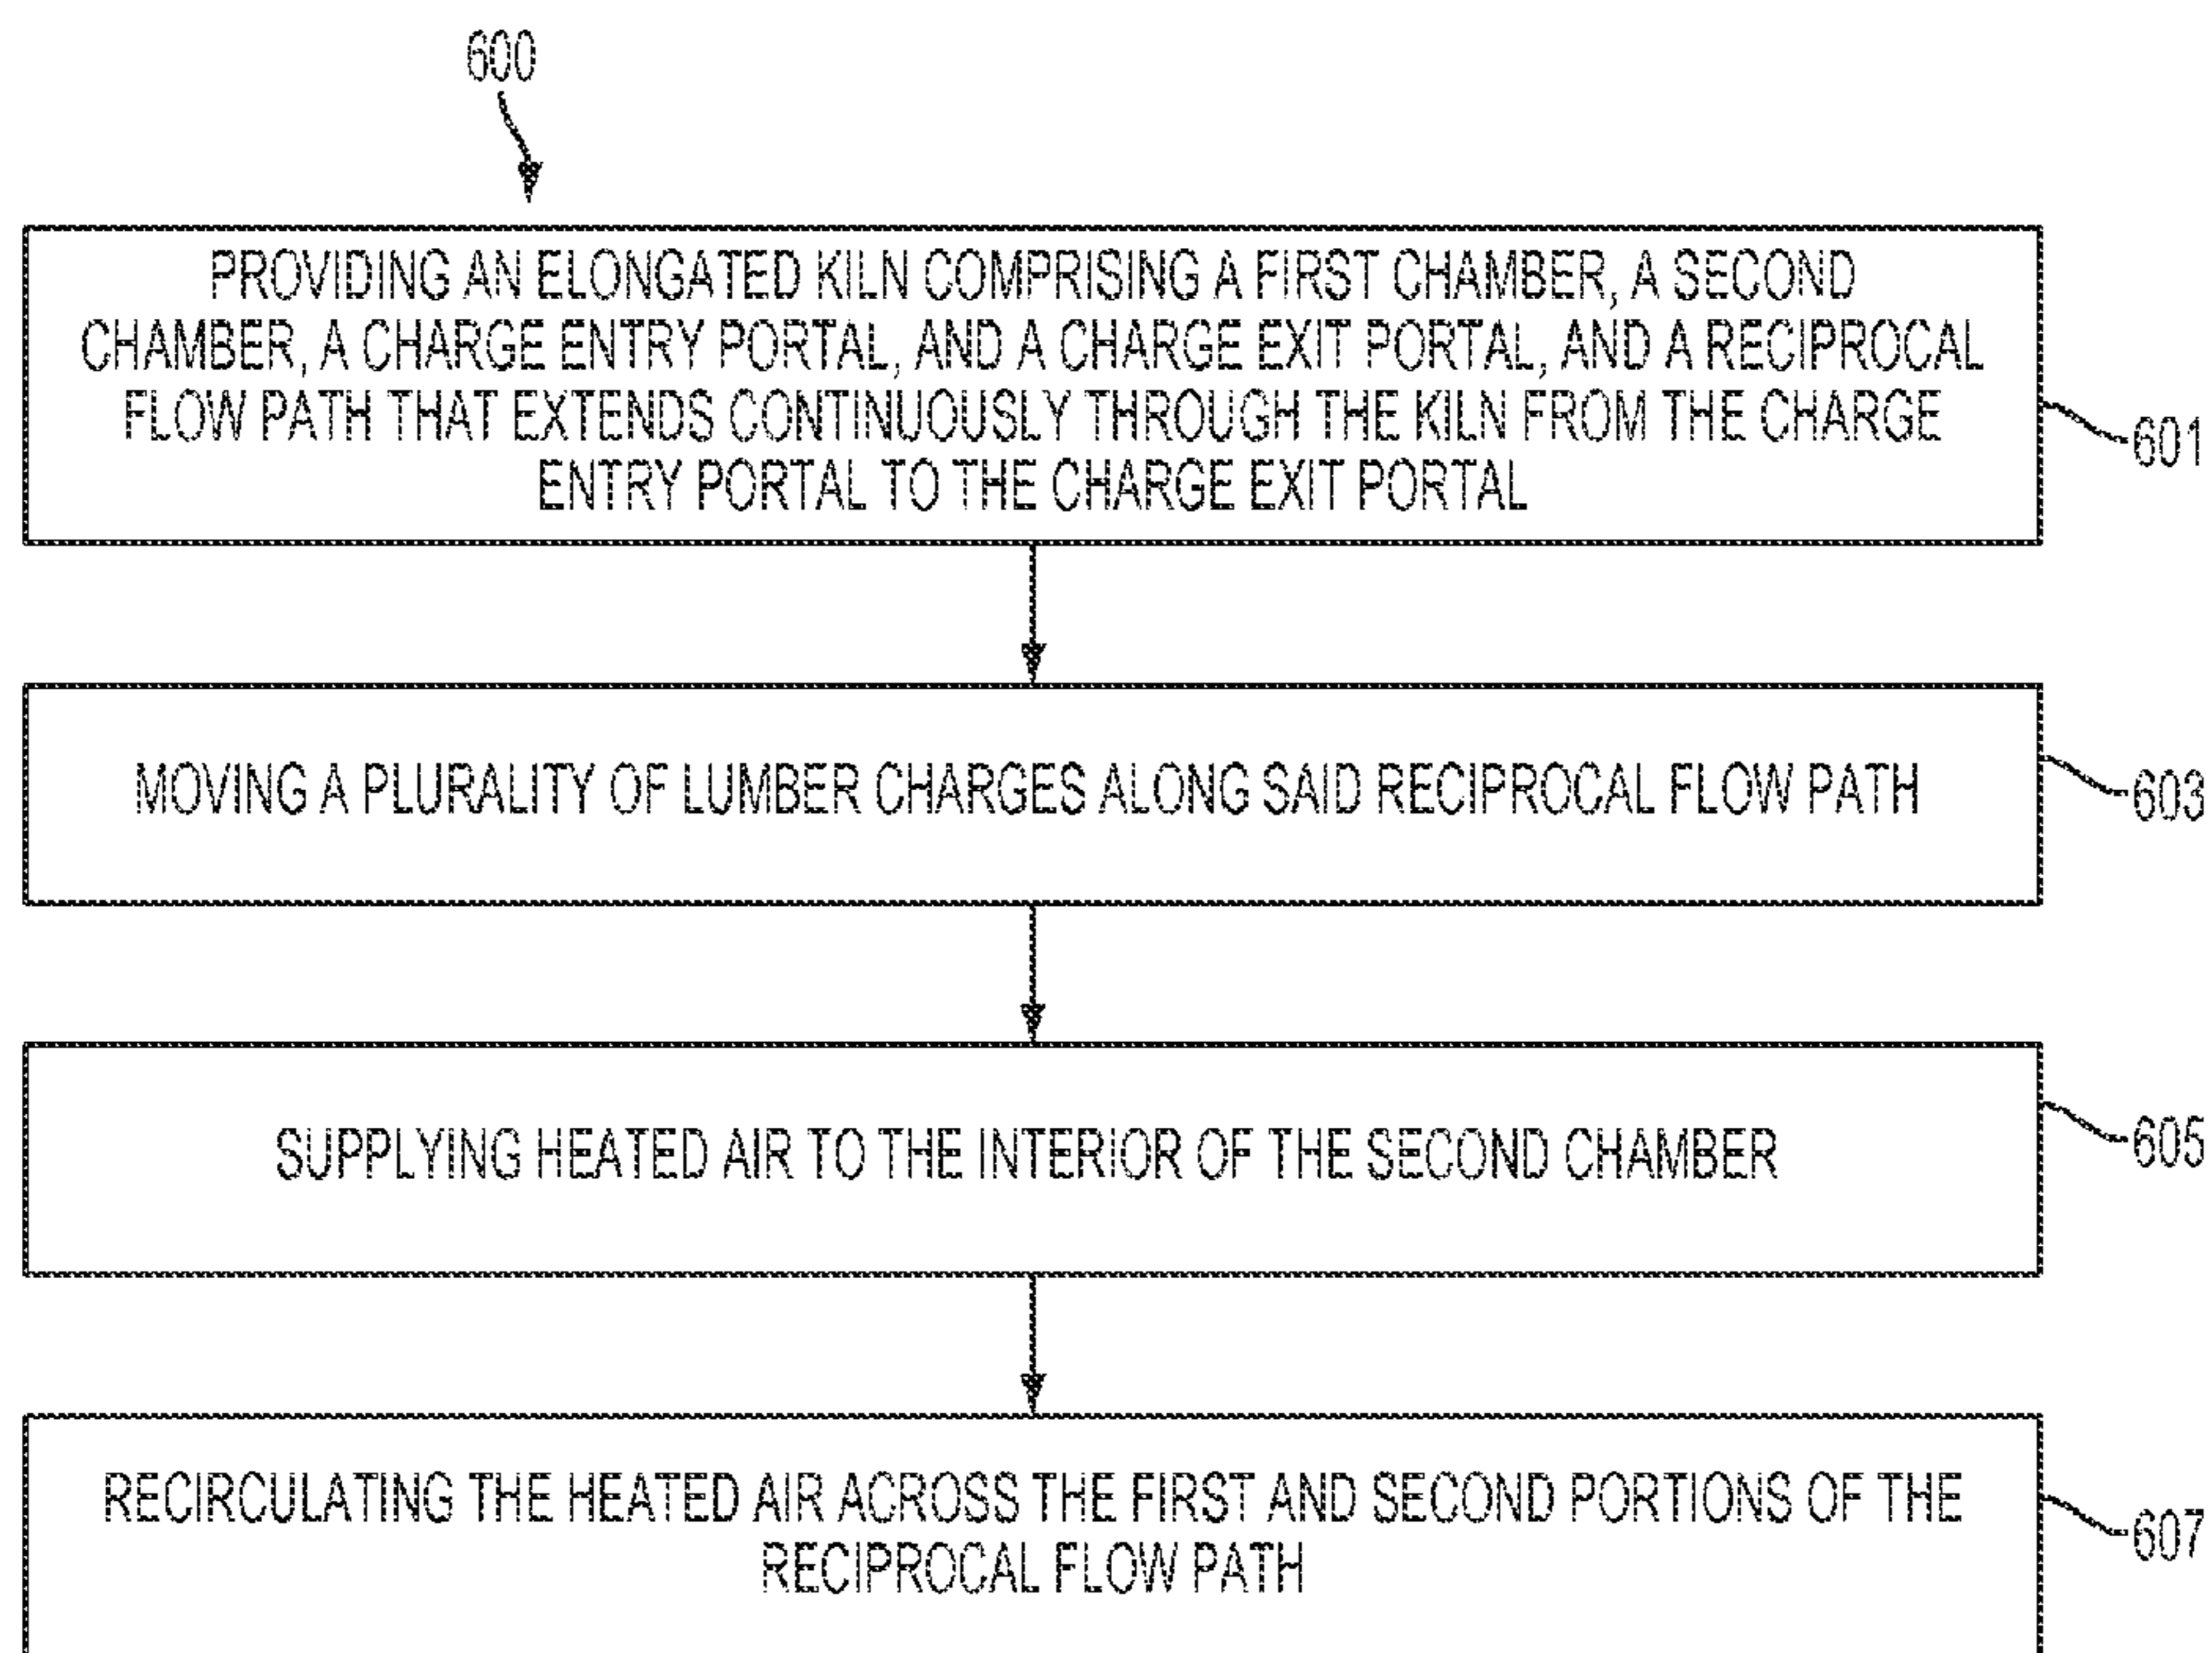 600
PROVIDING AN ELONGATED KILN COMPRISING A FIRST CHAMBER, A SECOND
CHAMBER, A CHARGE ENTRY PORTAL, AND A CHARGE EXIT PORTAL, AND A RECIPROCAL
FLOW PATH THAT EXTENDS CONTINUOUSLY THROUGH THE KILN FROM THE CHARGE
ENTRY PORTAL TO THE CHARGE EXIT PORTAL
601
MOVING A PLURALITY OF LUMBER CHARGES ALONG SAID RECIPROCAL FLOW PATH
603
SUPPLYING HEATED AIR TO THE INTERIOR OF THE SECOND CHAMBER
605
RECIRCULATING THE HEATED AIR ACROSS THE FIRST AND SECOND PORTIONS OF THE
RECIPROCAL FLOW PATH
607